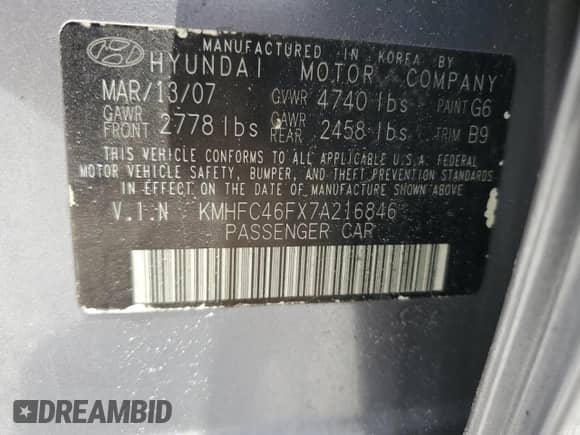 MANUFACTURED IN KOREA BY
HYUNDAI MOTOR COMPANY
MAR/13/07 GVWR 4740 lbs PAINT G6
GAWR FRONT 2778 lbs GAWR REAR 2458 lbs. TRIM B9
THIS VEHICLE CONFORMS TO ALL APPLICABLE U.S.A. FEDERAL
MOTOR VEHICLE SAFETY, BUMPER, AND THEFT PREVENTION
STANDARDS IN EFFECT ON THE DATE OF MANUFACTURE SHOWN ABOVE
V.I.N KMHFC46FX7A216846
PASSENGER CAR
DREAMBID